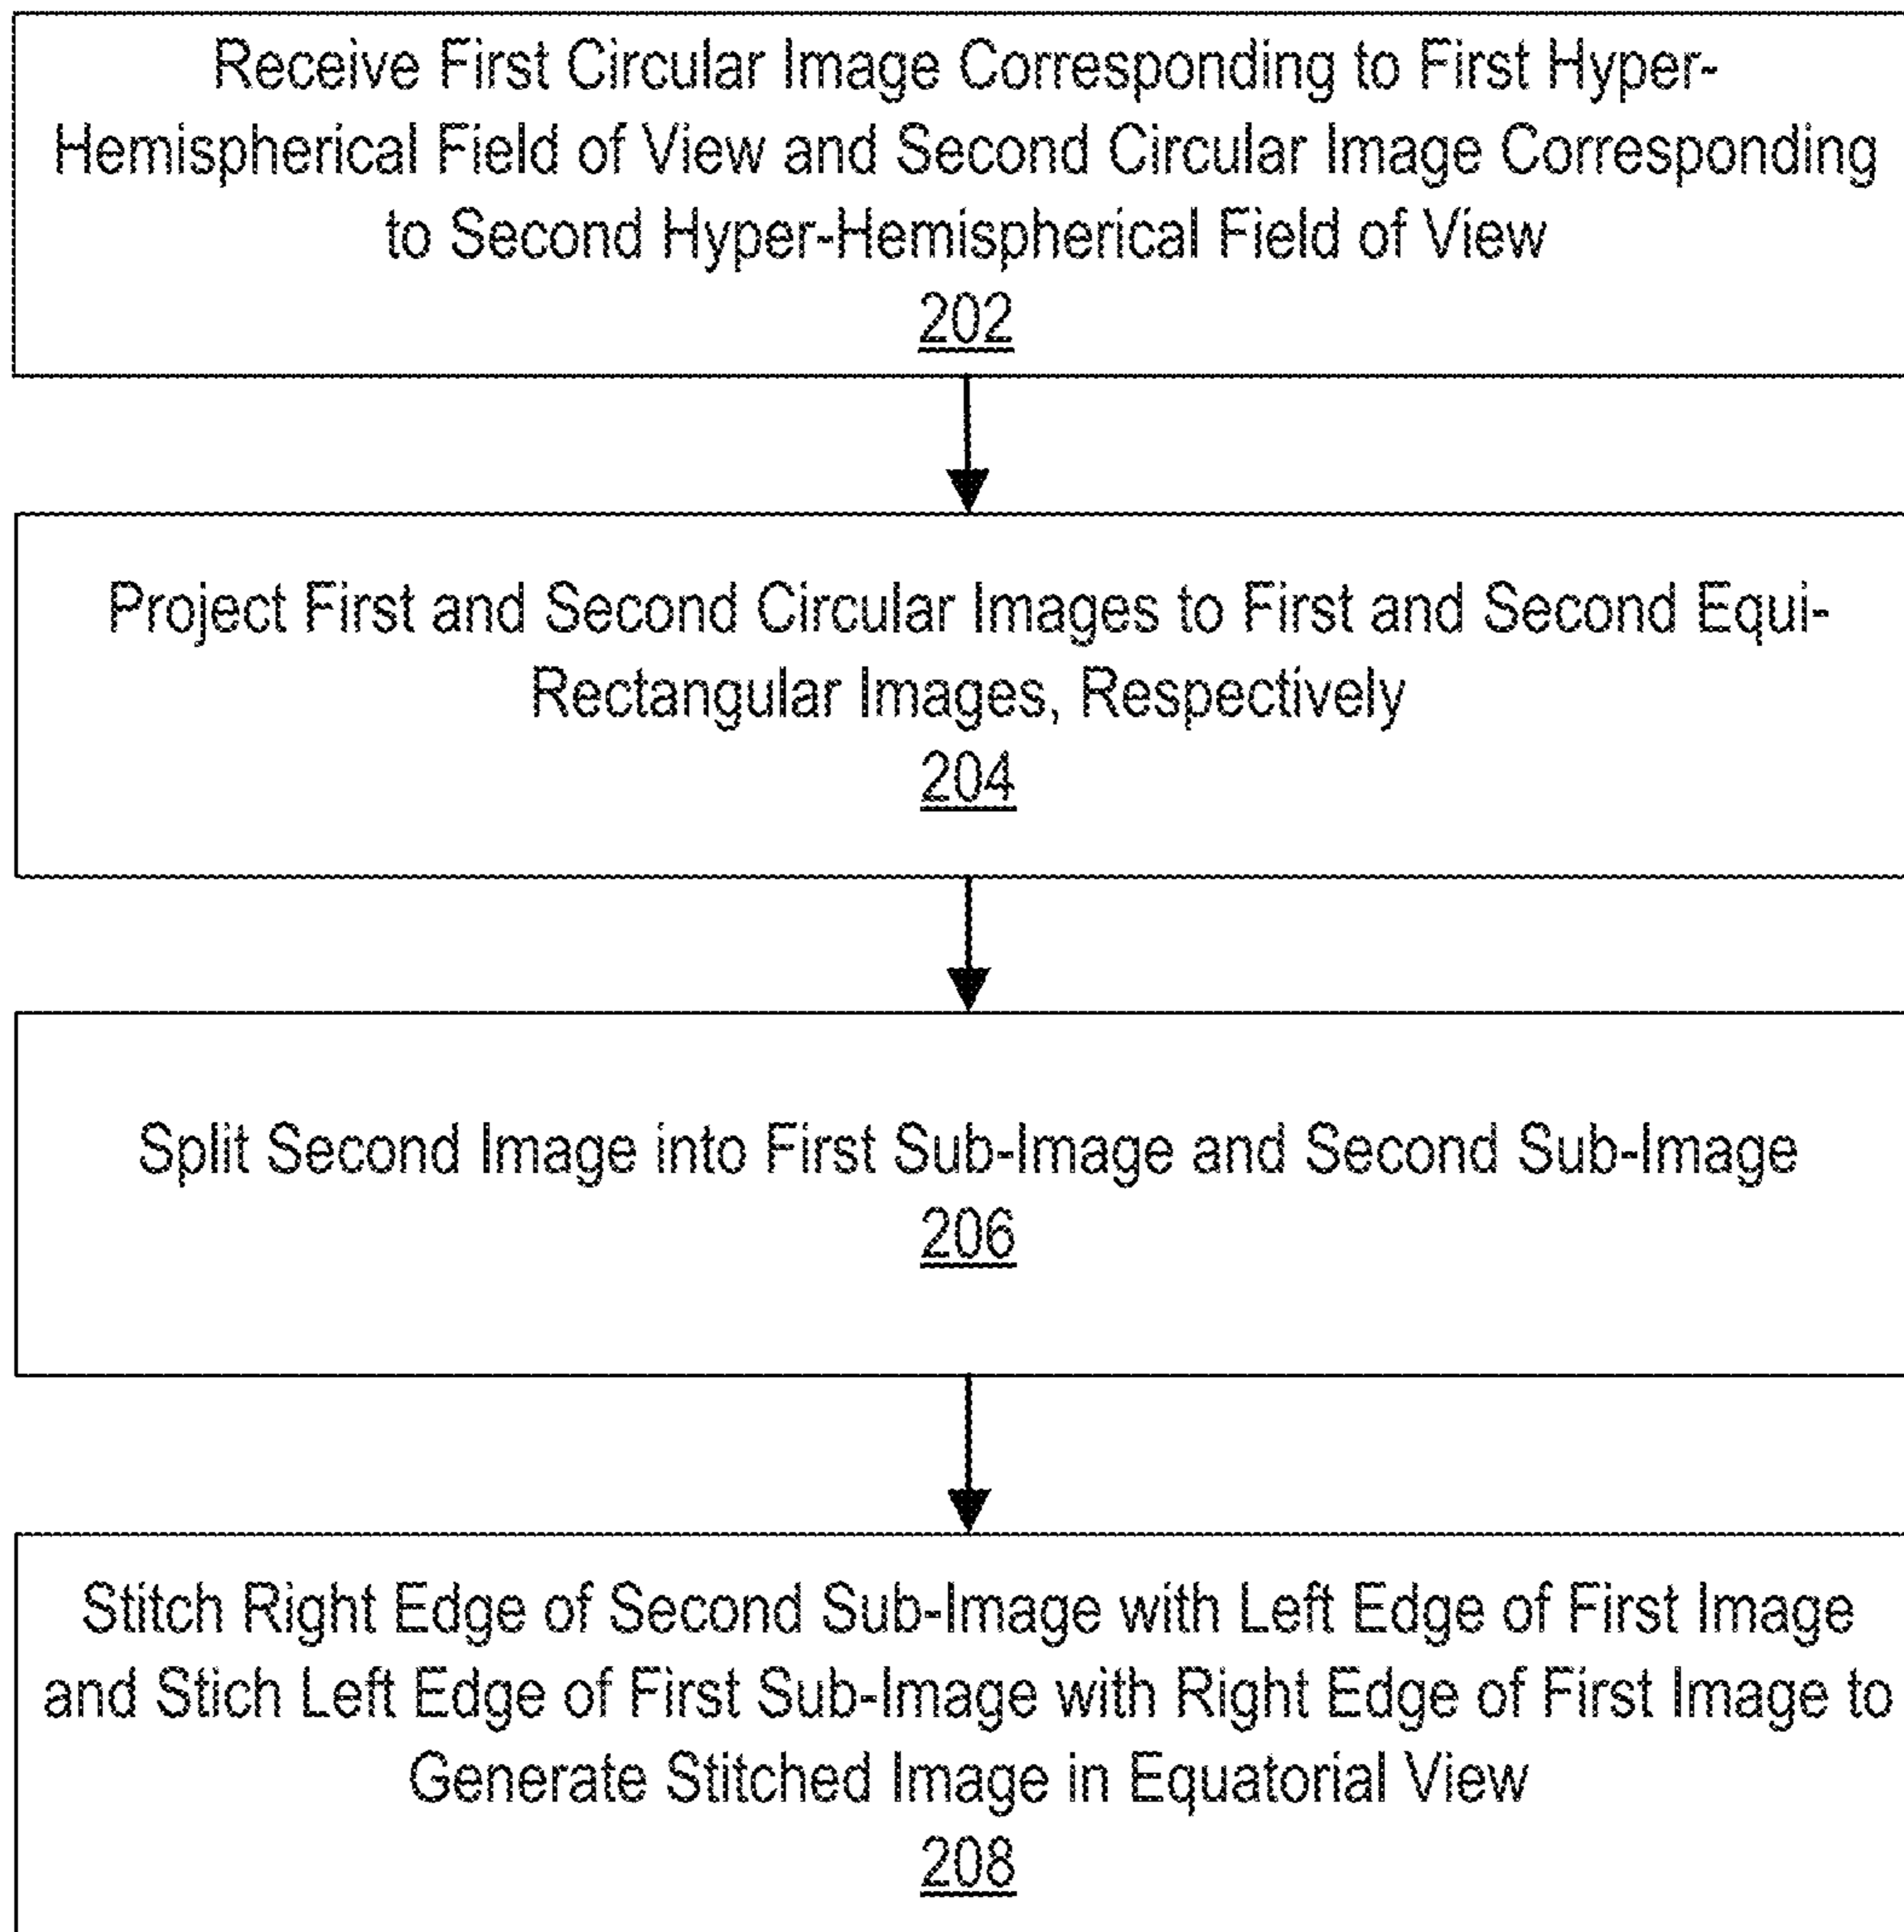 Receive First Circular Image Corresponding to First Hyper-
Hemispherical Field of View and Second Circular Image Corresponding
to Second Hyper-Hemispherical Field of View
202
Project First and Second Circular Images to First and Second Equi-
Rectangular Images, Respectively
204
Split Second Image into First Sub-Image and Second Sub-Image
206
Stitch Right Edge of Second Sub-Image with Left Edge of First Image
and Stich Left Edge of First Sub-Image with Right Edge of First Image to
Generate Stitched Image in Equatorial View
208